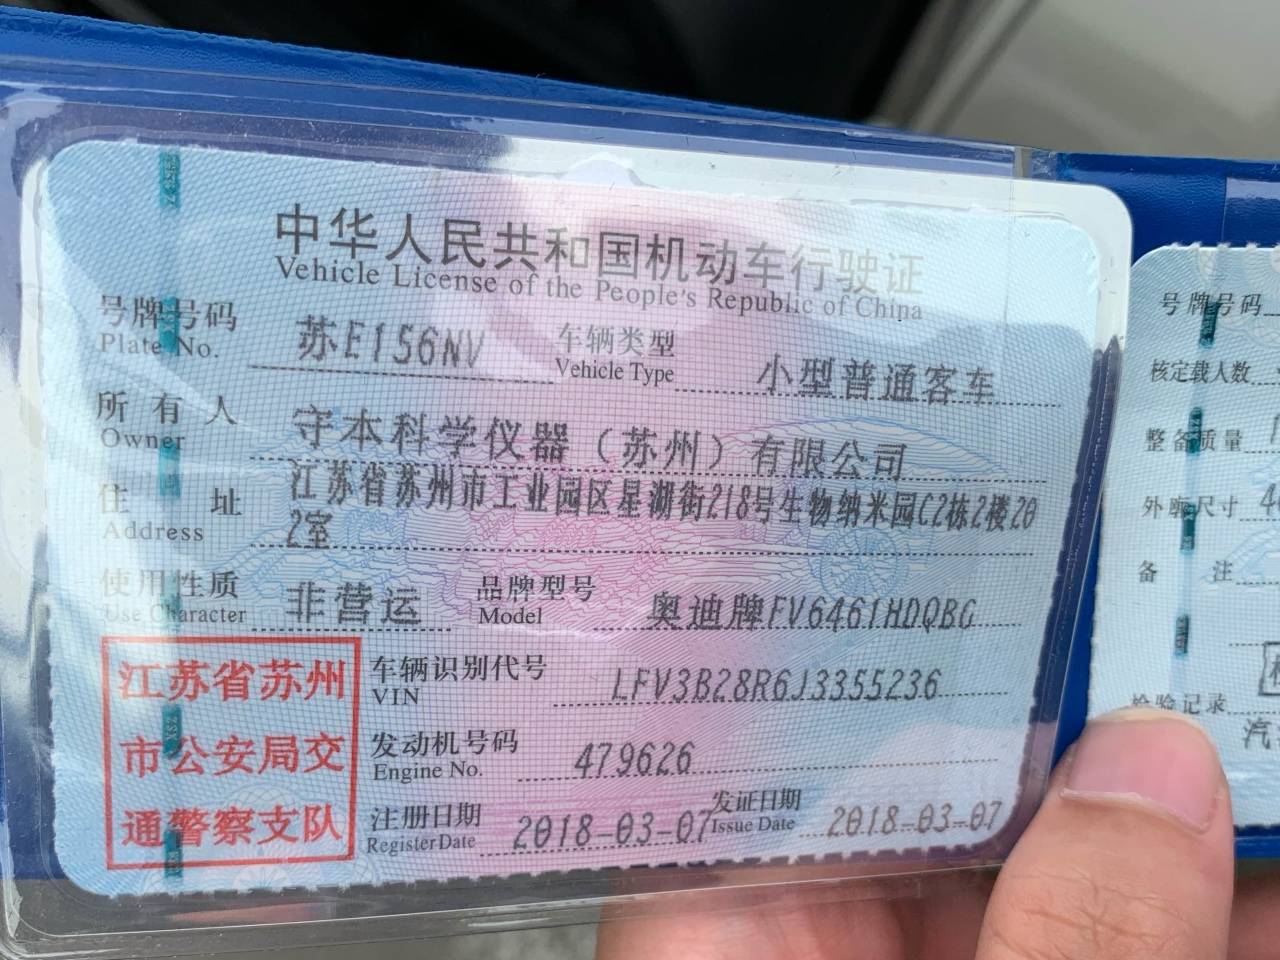 中华人民共和国机动车行驶证
Vehicle License of the People's Republic of China
号牌号码 苏E156NV 车辆类型 小型普通客车
Plate No. Vehicle Type
所有人 守本科学仪器（苏州）有限公司
Owner
住址 江苏省苏州市工业园区星湖街218号生物纳米园C2栋2楼20
Address 2室
使用性质 非营运 品牌型号 奥迪牌FV6461HDQBG
Use Character Model
江苏省苏州
市公安局交
通警察支队
车辆识别代号 LFV3B28R6J3355236
VIN
发动机号码 479626
Engine No.
注册日期 2018-03-07 发证日期 2018-03-07
Register Date Issue Date
号牌号码
核定载人数
整备质量
外廓尺寸 4
备注
检验记录
汽